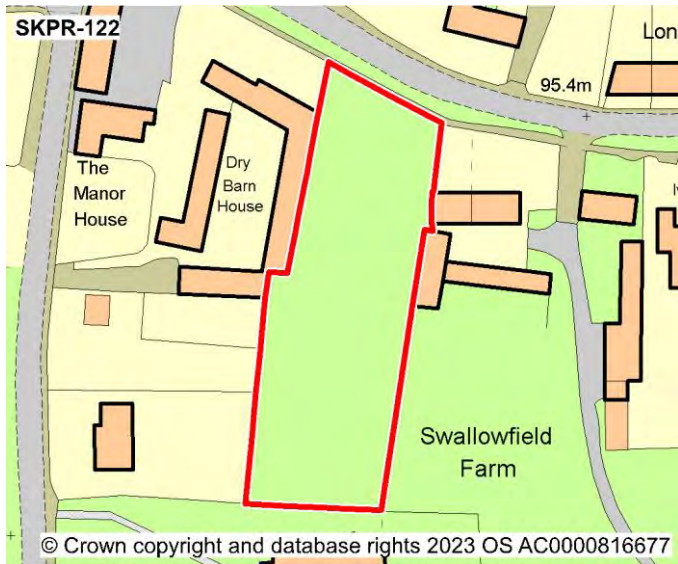 SKPR-122
Lon
95.4m
The
Manor
House
Dry
Barn
House
Swallowfield
Farm
© Crown copyright and database rights 2023 OS AC0000816677